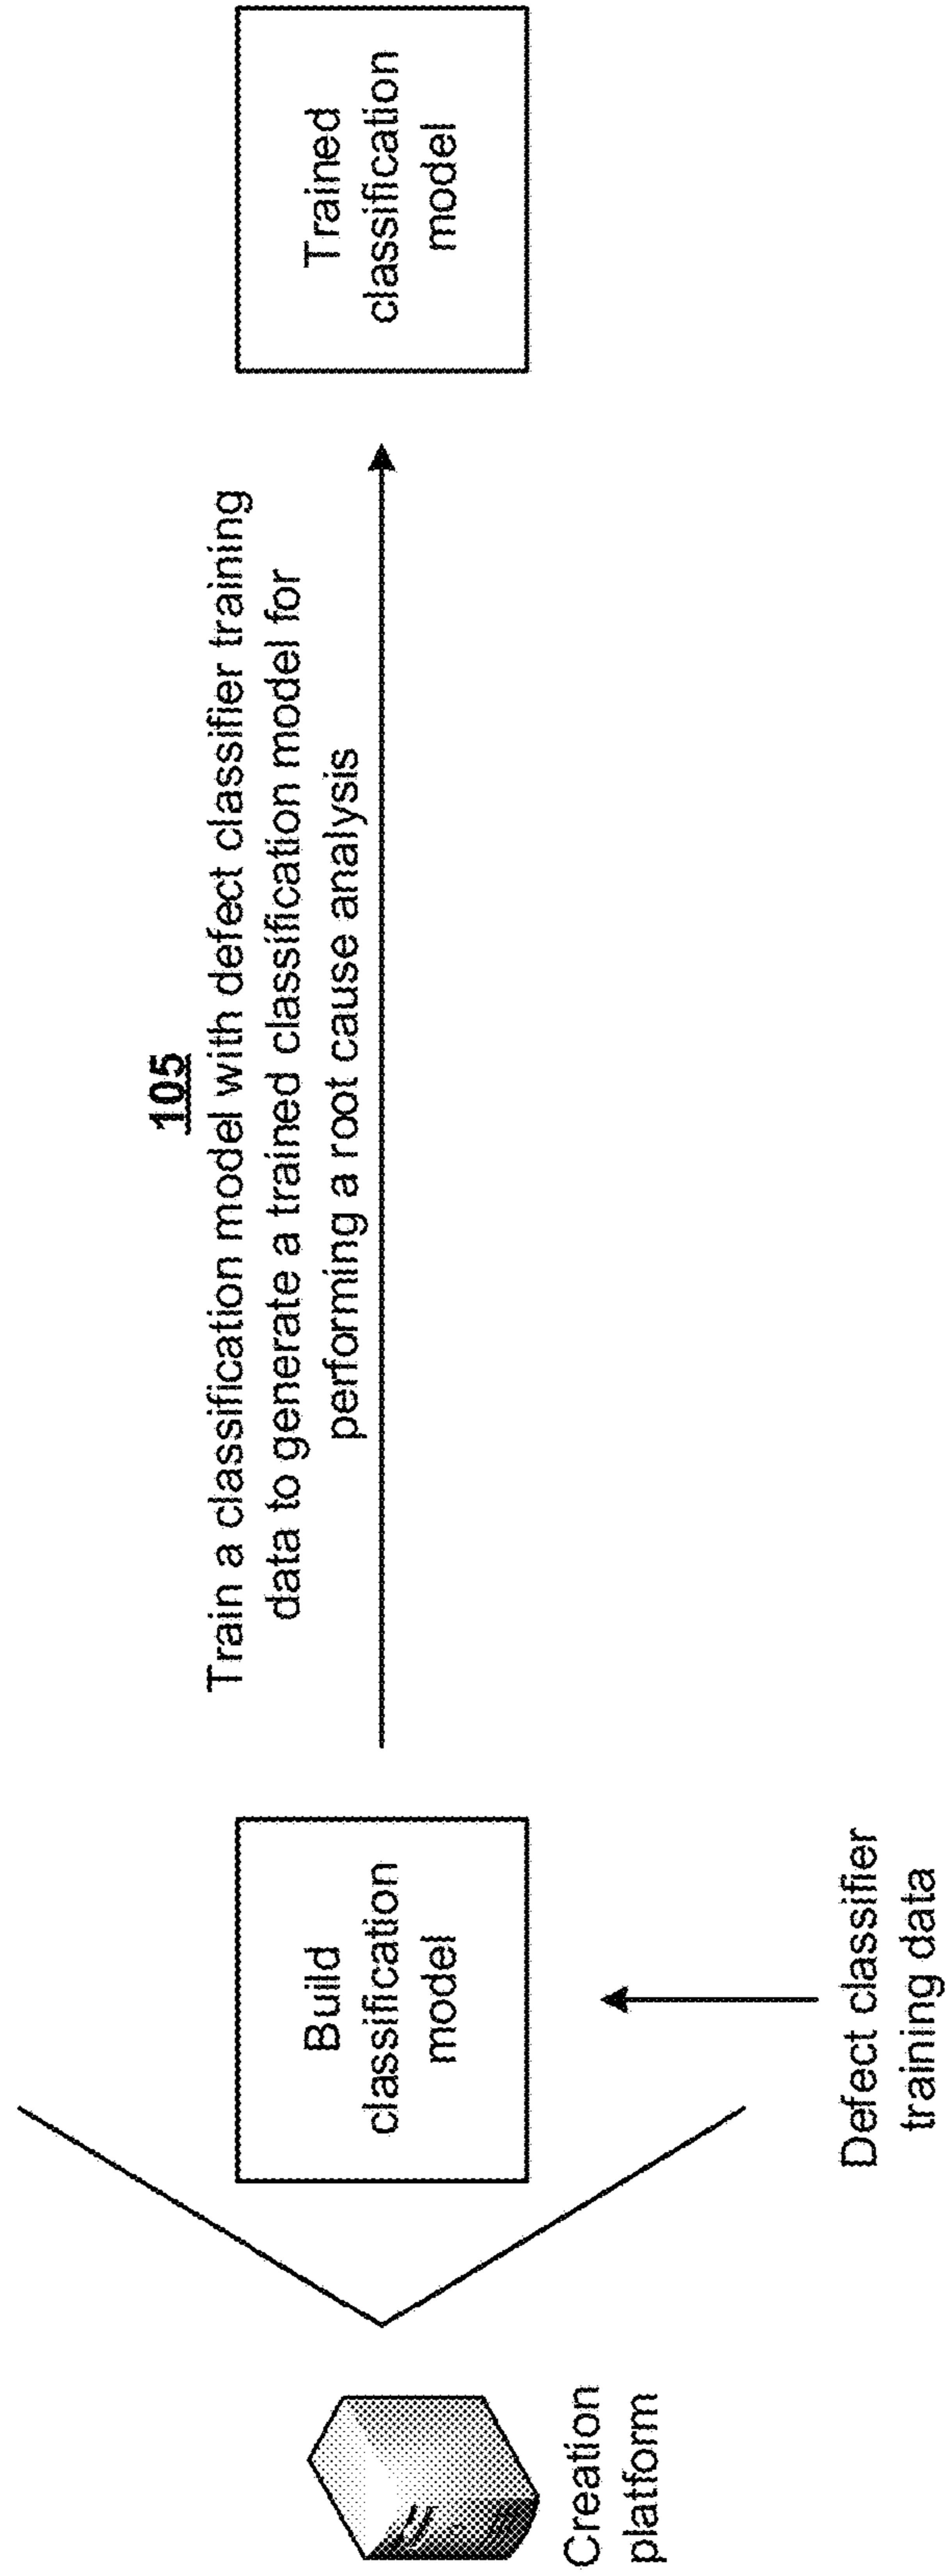 105
Train a classification model with defect classifier training
data to generate a trained classification model for
performing a root cause analysis
Creation
platform
Build
classification
model
Defect classifier
training data
Trained
classification
model